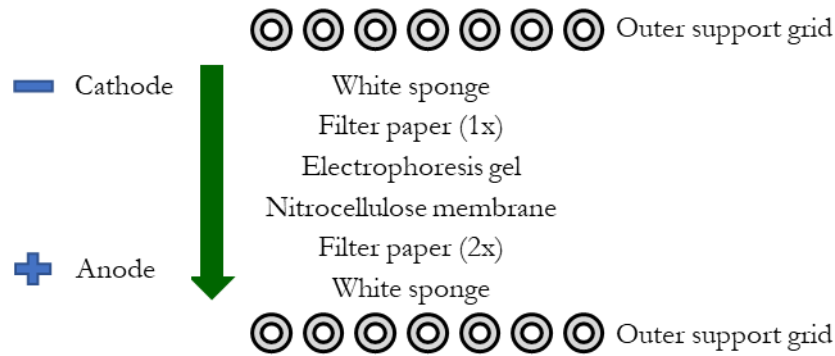 Outer support grid
Cathode
White sponge
Filter paper (1x)
Electrophoresis gel
Nitrocellulose membrane
Filter paper (2x)
Anode
White sponge
Outer support grid